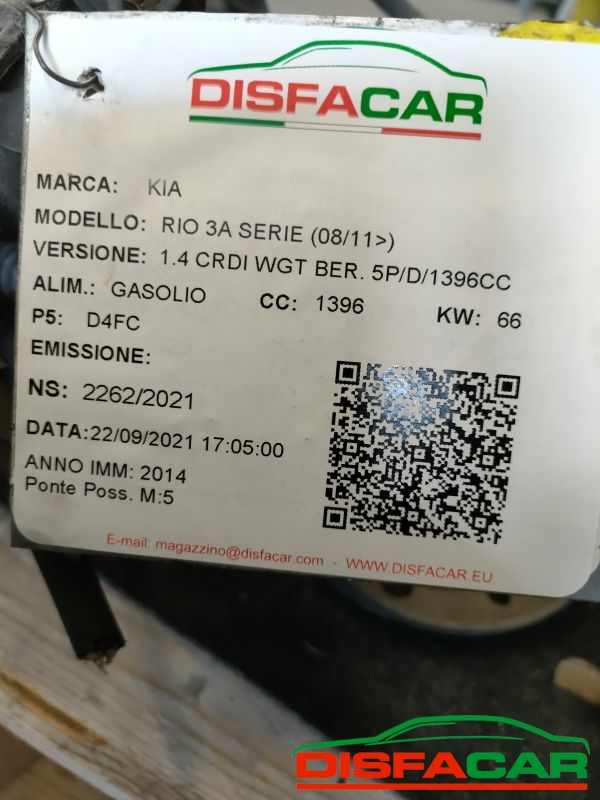 DISFACAR
MARCA: KIA
MODELLO: RIO 3A SERIE (08/11>)
VERSIONE: 1.4 CRDI WGT BER. 5P/D/1396CC
ALIM.: GASOLIO CC: 1396 KW: 66
P5: D4FC
EMISSIONE:
NS: 2262/2021
DATA:22/09/2021 17:05:00
ANNO IMM: 2014
Ponte Poss. M:5
E-mail: magazzino@disfacar.com - WWW.DISFACAR.EU
DISFACAR